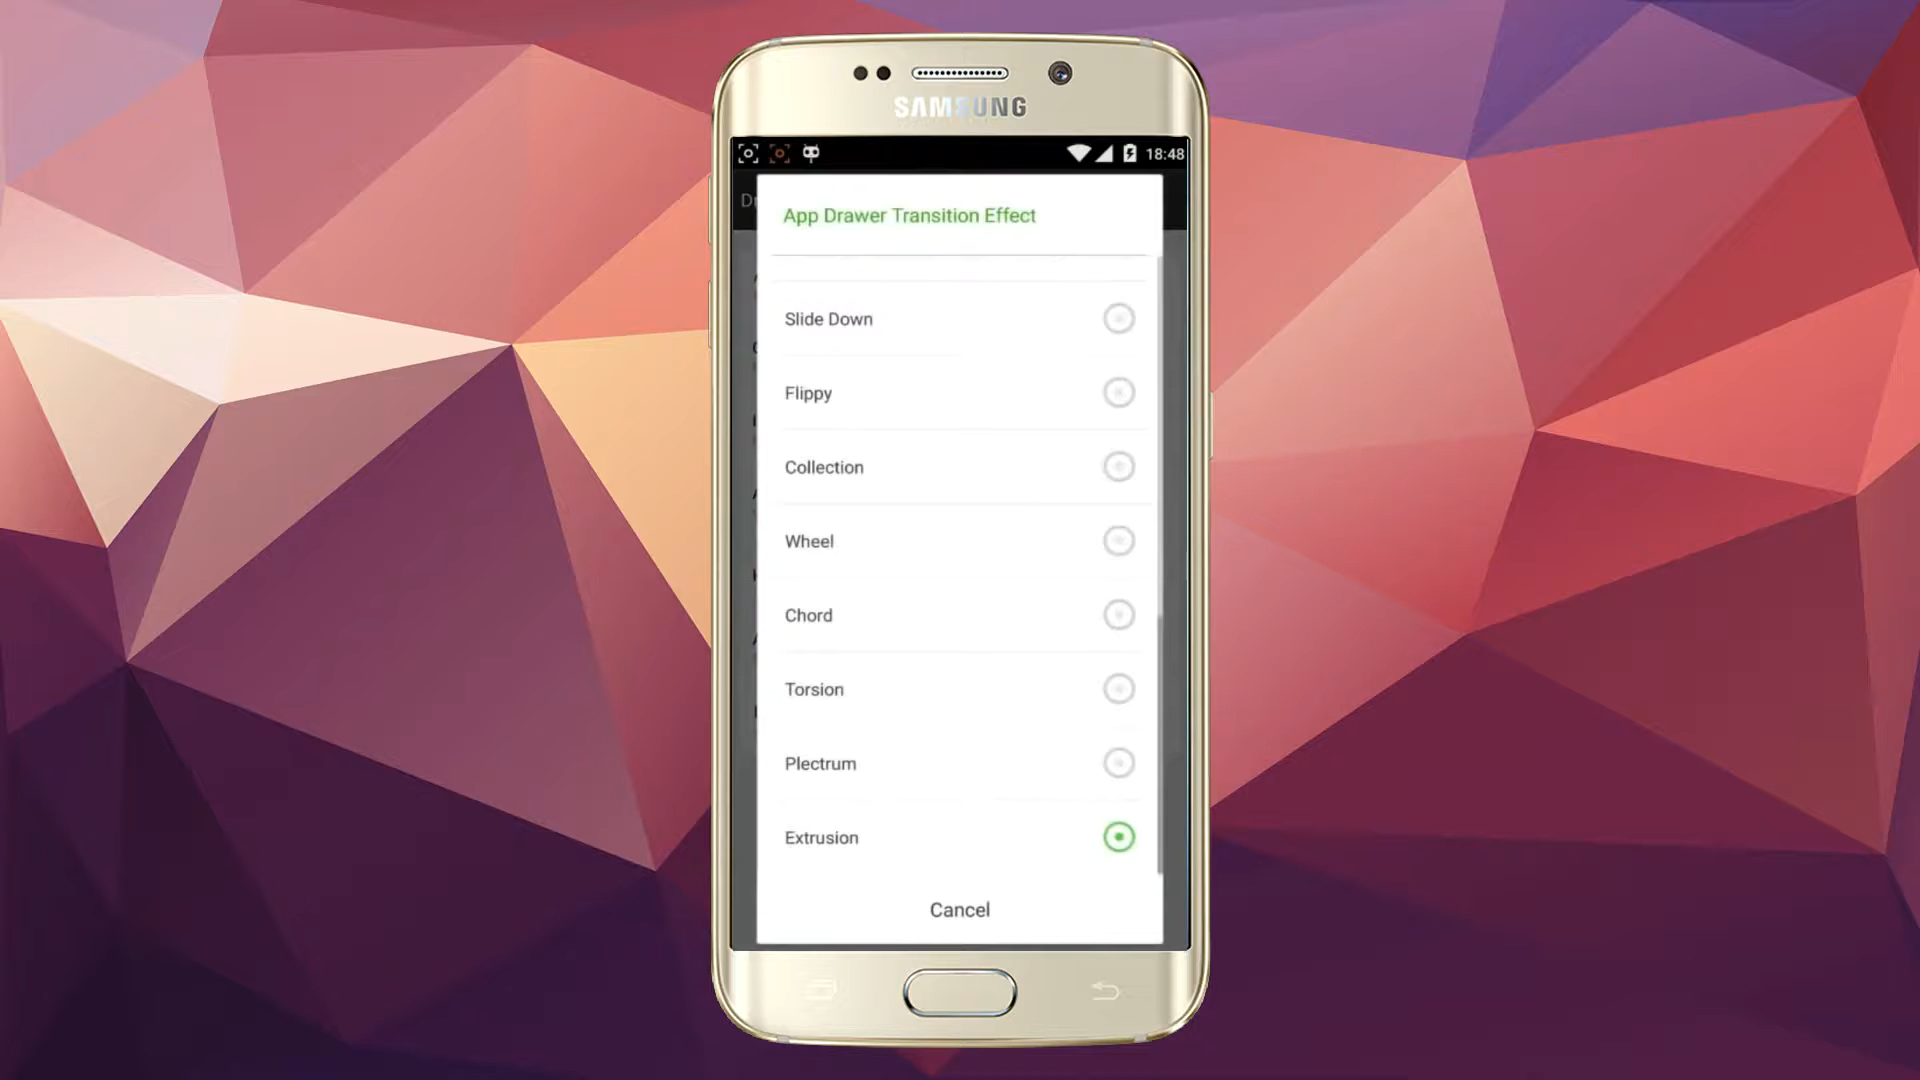 SAMSUNG
18:48
App Drawer Transition Effect
Slide Down
Flippy
Collection
Wheel
Chord
Torsion
Plectrum
Extrusion
Cancel